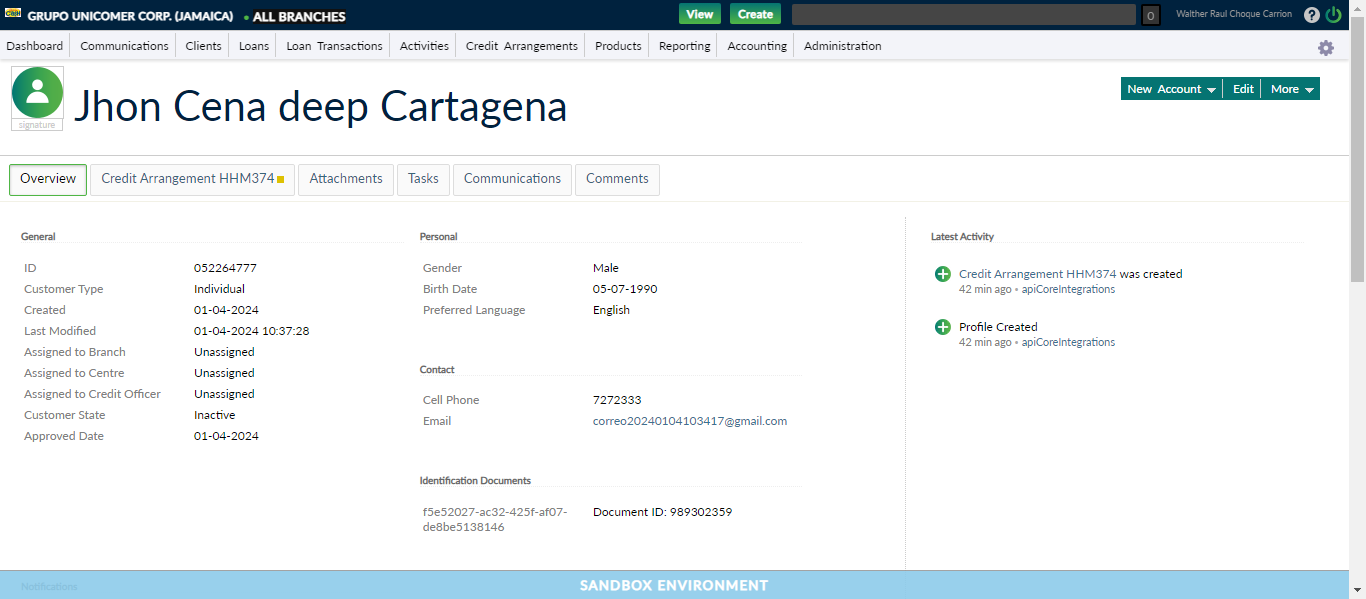 GRUPO UNICOMER CORP. (JAMAICA) • ALL BRANCHES View Create 0 Walther Raul Choque Carrion ?
Dashboard Communications Clients Loans Loan Transactions Activities Credit Arrangements Products Reporting Accounting Administration
signature
Jhon Cena deep Cartagena
New Account Edit More
Overview Credit Arrangement HHM374 Attachments Tasks Communications Comments
General
ID 052264777
Customer Type Individual
Created 01-04-2024
Last Modified 01-04-2024 10:37:28
Assigned to Branch Unassigned
Assigned to Centre Unassigned
Assigned to Credit Officer Unassigned
Customer State Inactive
Approved Date 01-04-2024
Personal
Gender Male
Birth Date 05-07-1990
Preferred Language English
Contact
Cell Phone 7272333
Email correo20240104103417@gmail.com
Identification Documents
f5e52027-ac32-425f-af07-
de8be5138146
Document ID: 989302359
Latest Activity
Credit Arrangement HHM374 was created
42 min ago • apiCoreIntegrations
Profile Created
42 min ago • apiCoreIntegrations
Notifications
SANDBOX ENVIRONMENT